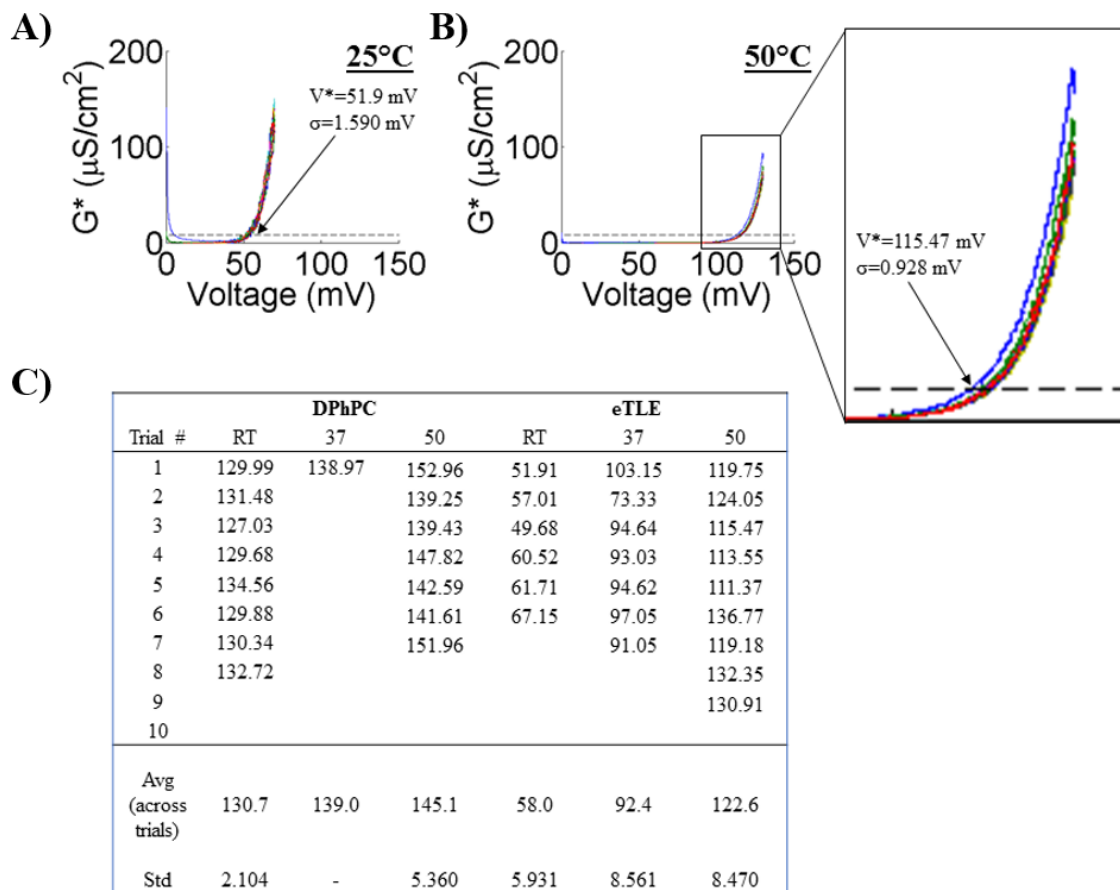 A)
200
100
0
G* (μS/cm²)
25°C
V*=51.9 mV
σ=1.590 mV
0 50 100 150
Voltage (mV)
B)
200
100
0
G* (μS/cm²)
50°C
0 50 100 150
Voltage (mV)
V*=115.47 mV
σ=0.928 mV
C)
DPhPC eTLE
Trial # RT 37 50 RT 37 50
1 129.99 138.97 152.96 51.91 103.15 119.75
2 131.48 139.25 57.01 73.33 124.05
3 127.03 139.43 49.68 94.64 115.47
4 129.68 147.82 60.52 93.03 113.55
5 134.56 142.59 61.71 94.62 111.37
6 129.88 141.61 67.15 97.05 136.77
7 130.34 151.96 91.05 119.18
8 132.72 132.35
9 130.91
10
Avg
(across
trials) 130.7 139.0 145.1 58.0 92.4 122.6
Std 2.104 - 5.360 5.931 8.561 8.470